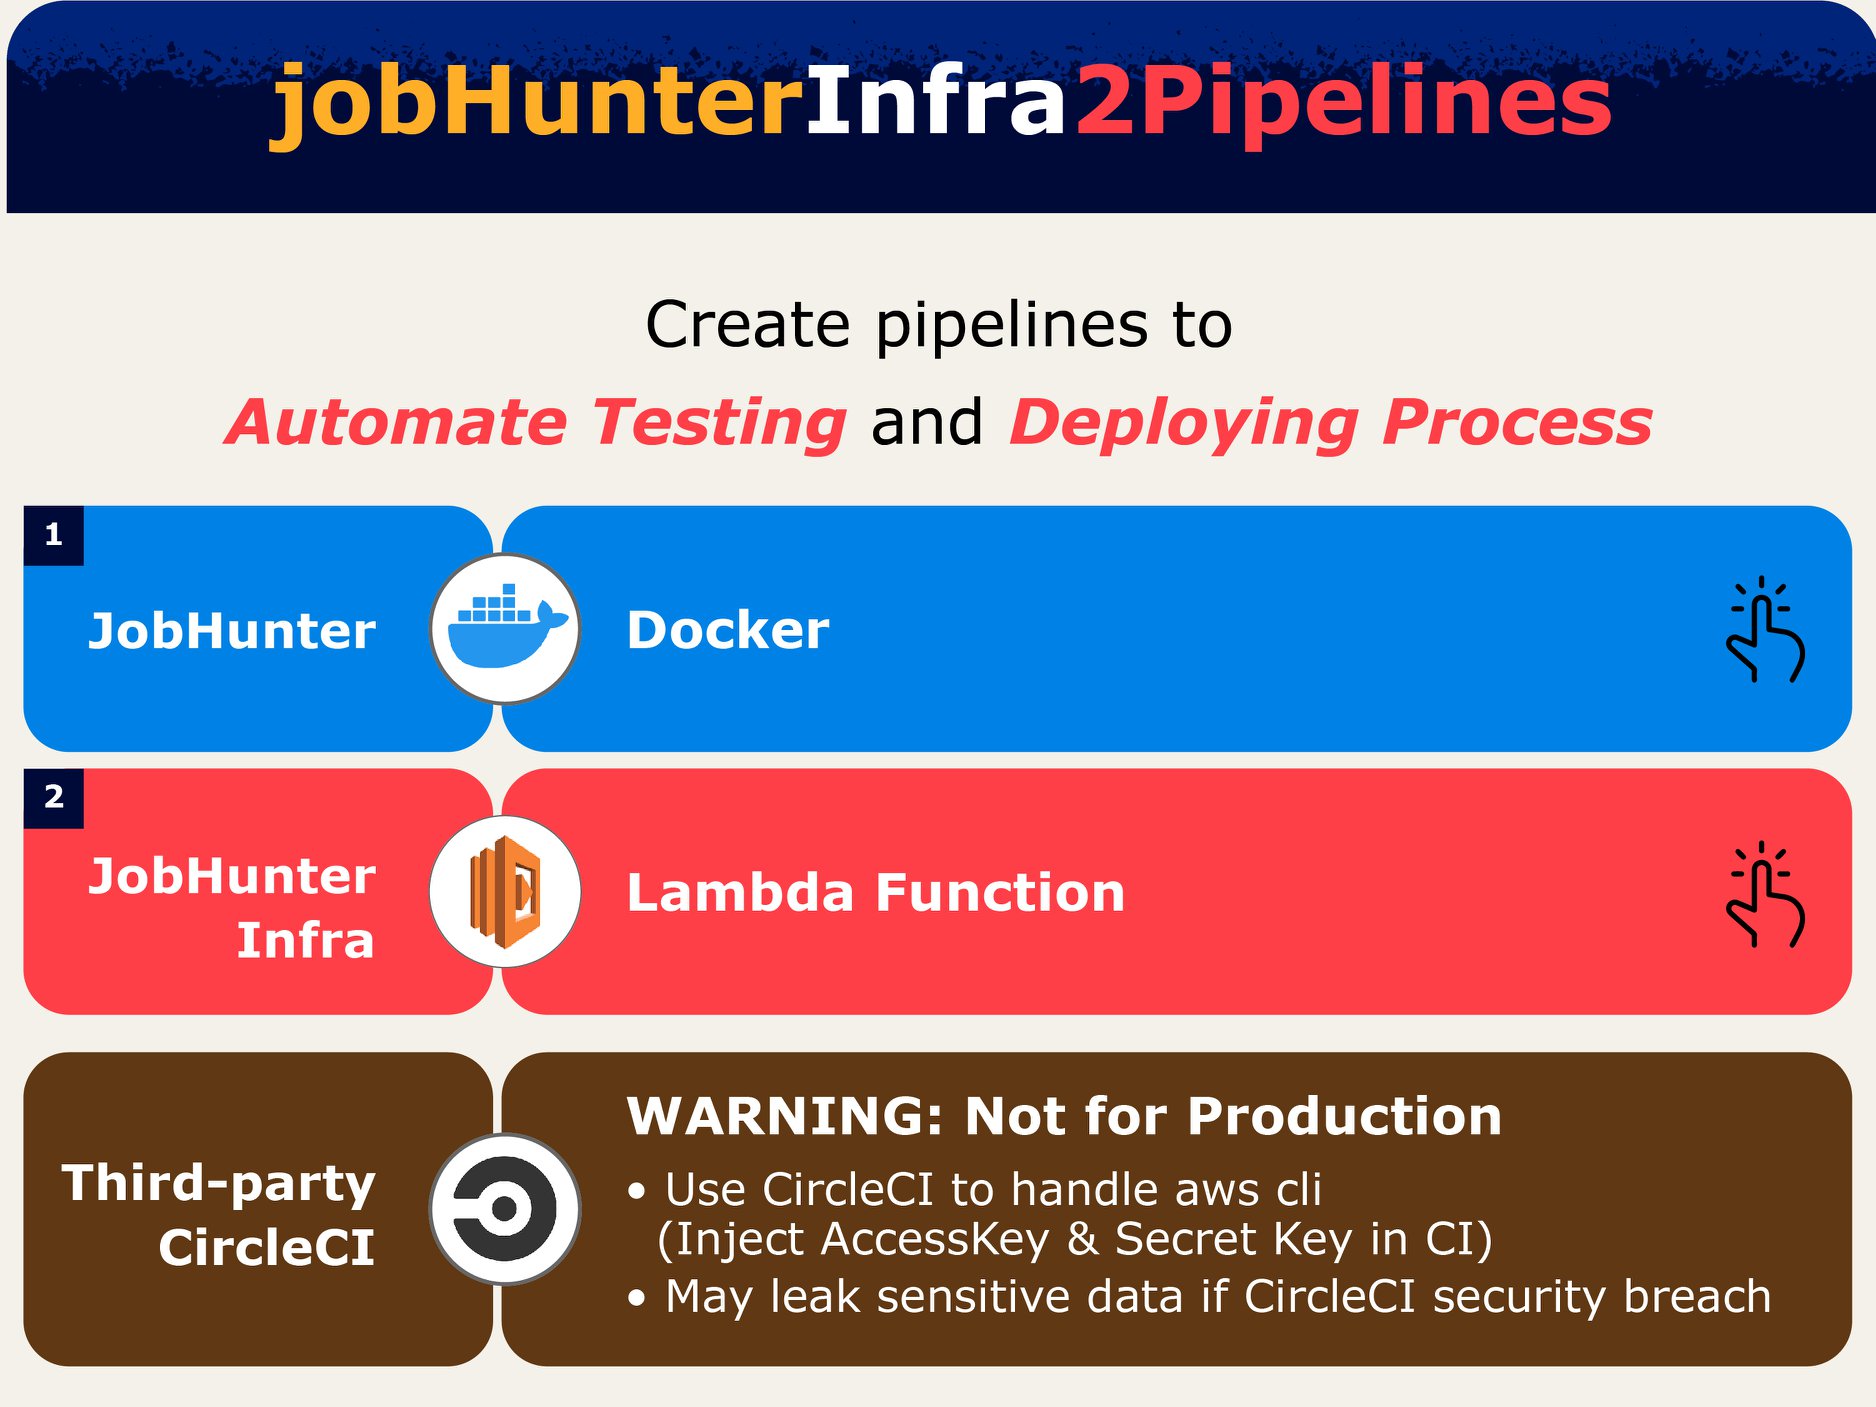 jobHunterInfra2Pipelines
Create pipelines to
Automate Testing and Deploying Process
1
JobHunter
Docker
2
JobHunter
Infra
Lambda Function
Third-party
CircleCI
WARNING: Not for Production
• Use CircleCI to handle aws cli
(Inject AccessKey & Secret Key in CI)
• May leak sensitive data if CircleCI security breach